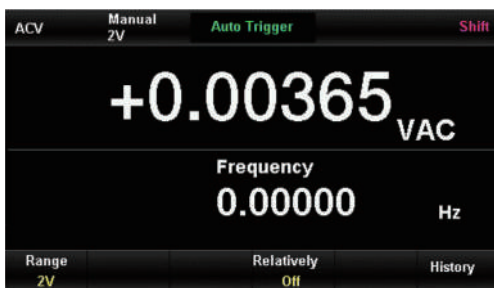 ACV Manual Auto Trigger Shift
2V
+0.00365 VAC
Frequency
0.00000 Hz
Range Relatively History
2V Off